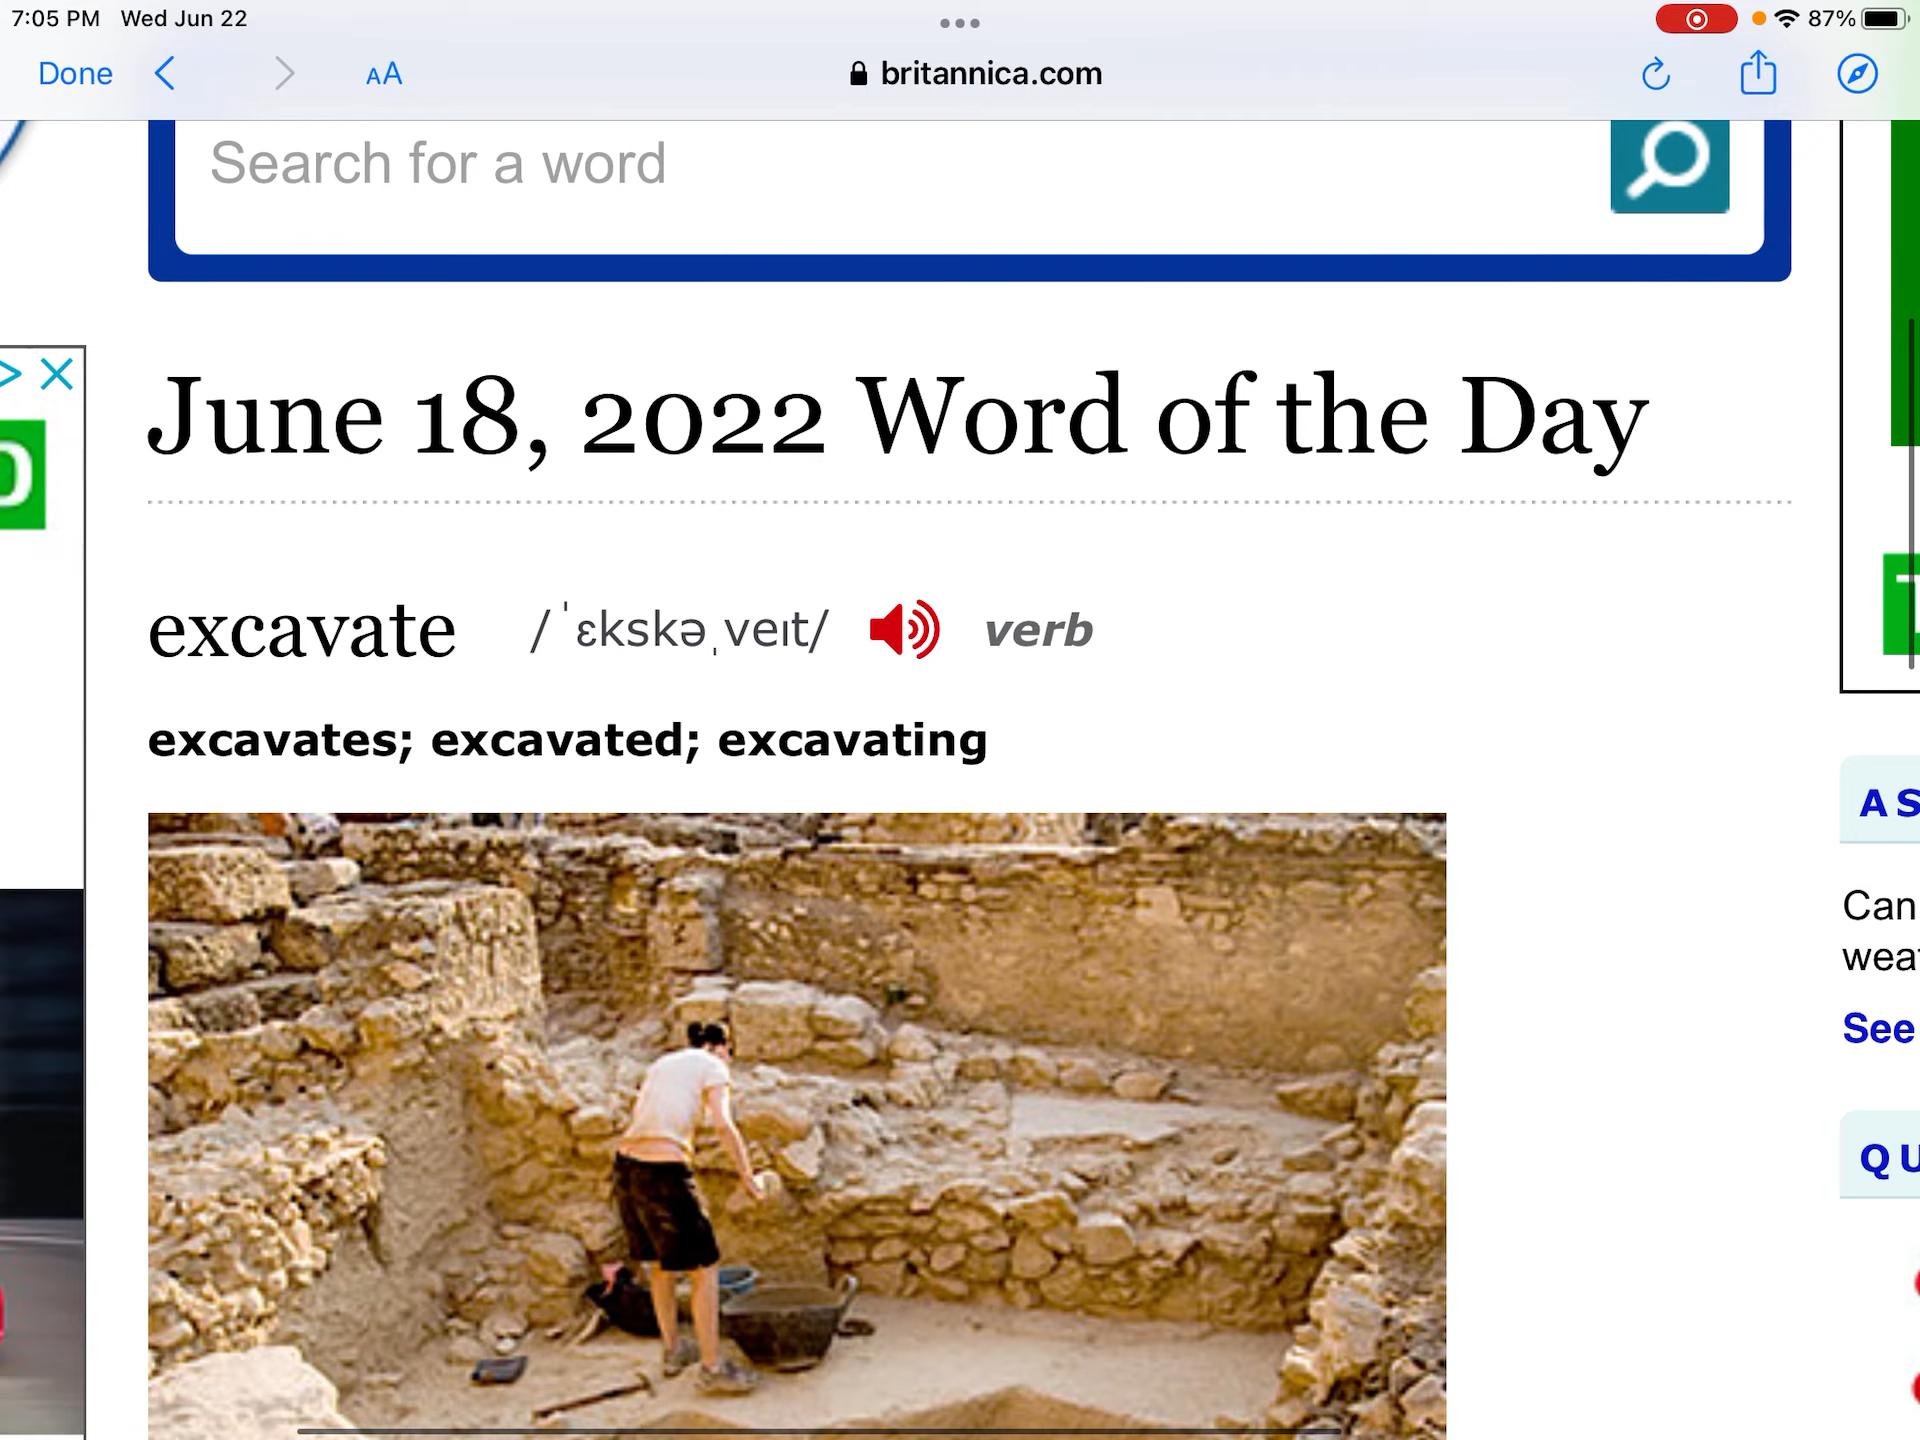 7:05 PM Wed Jun 22
87%
Done
AA
britannica.com
Search for a word
June 18, 2022 Word of the Day
excavate /ˈɛkskəˌveɪt/ verb
excavates; excavated; excavating
A S
Can
See
QU